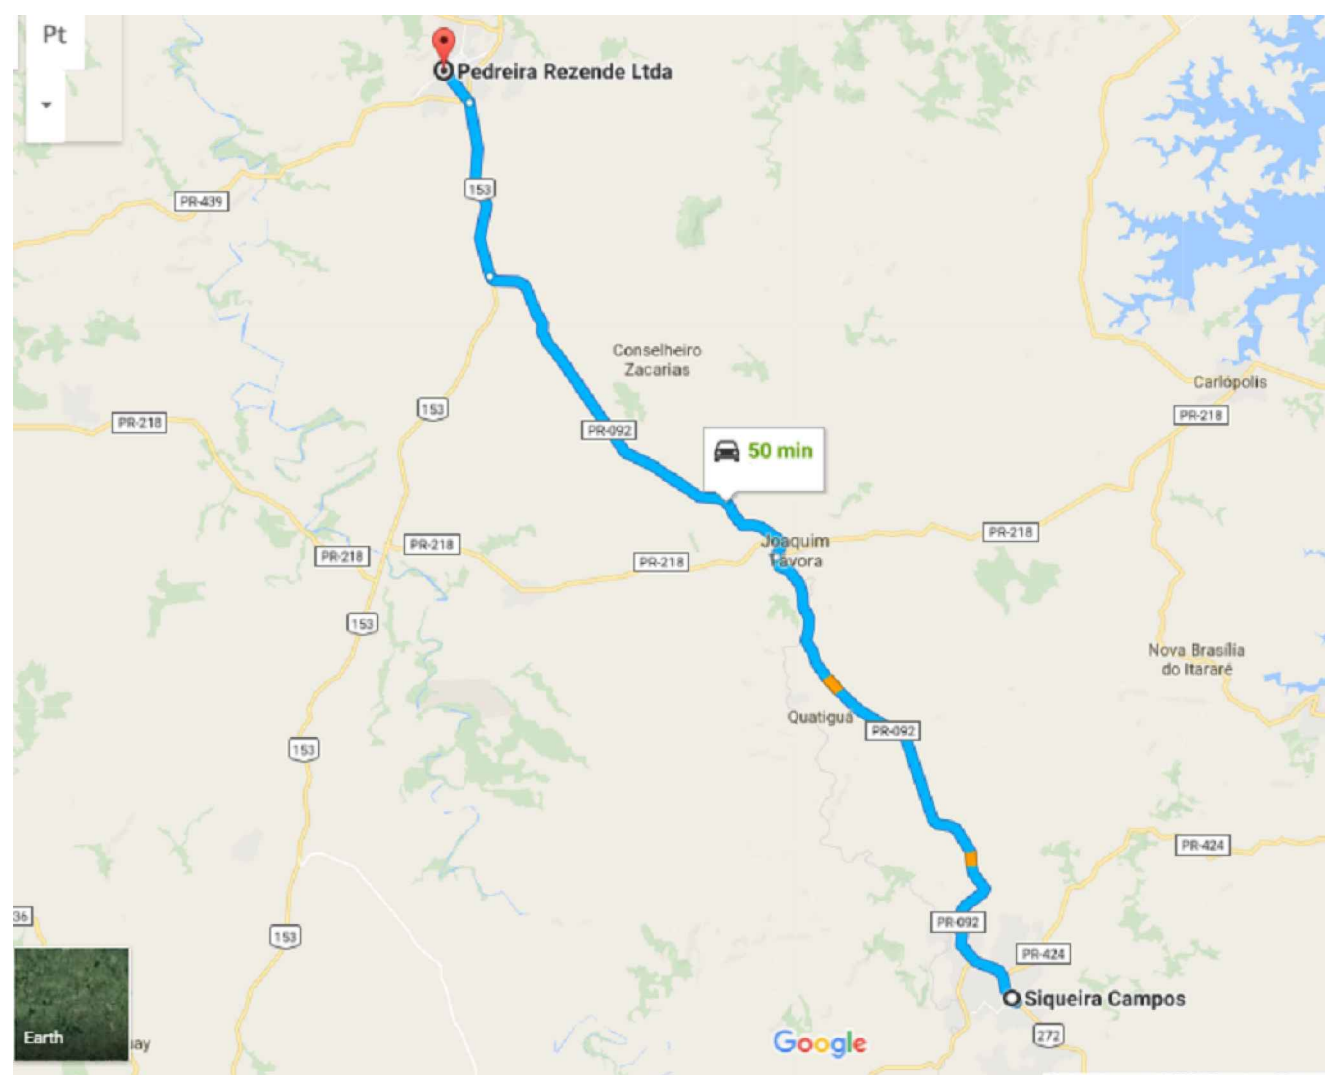 Pt
Pedreira Rezende Ltda
153
PR-439
Conselheiro
Zacarias
Carlópolis
153
PR-218
PR-218
PR-092
50 min
PR-218
PR-218
PR-218
Joaquim
Távora
PR-218
153
Nova Brasília
do Itararé
Quatiguá
PR-092
153
PR-424
36
PR-092
153
PR-424
Siqueira Campos
Earth
uay
Google
272